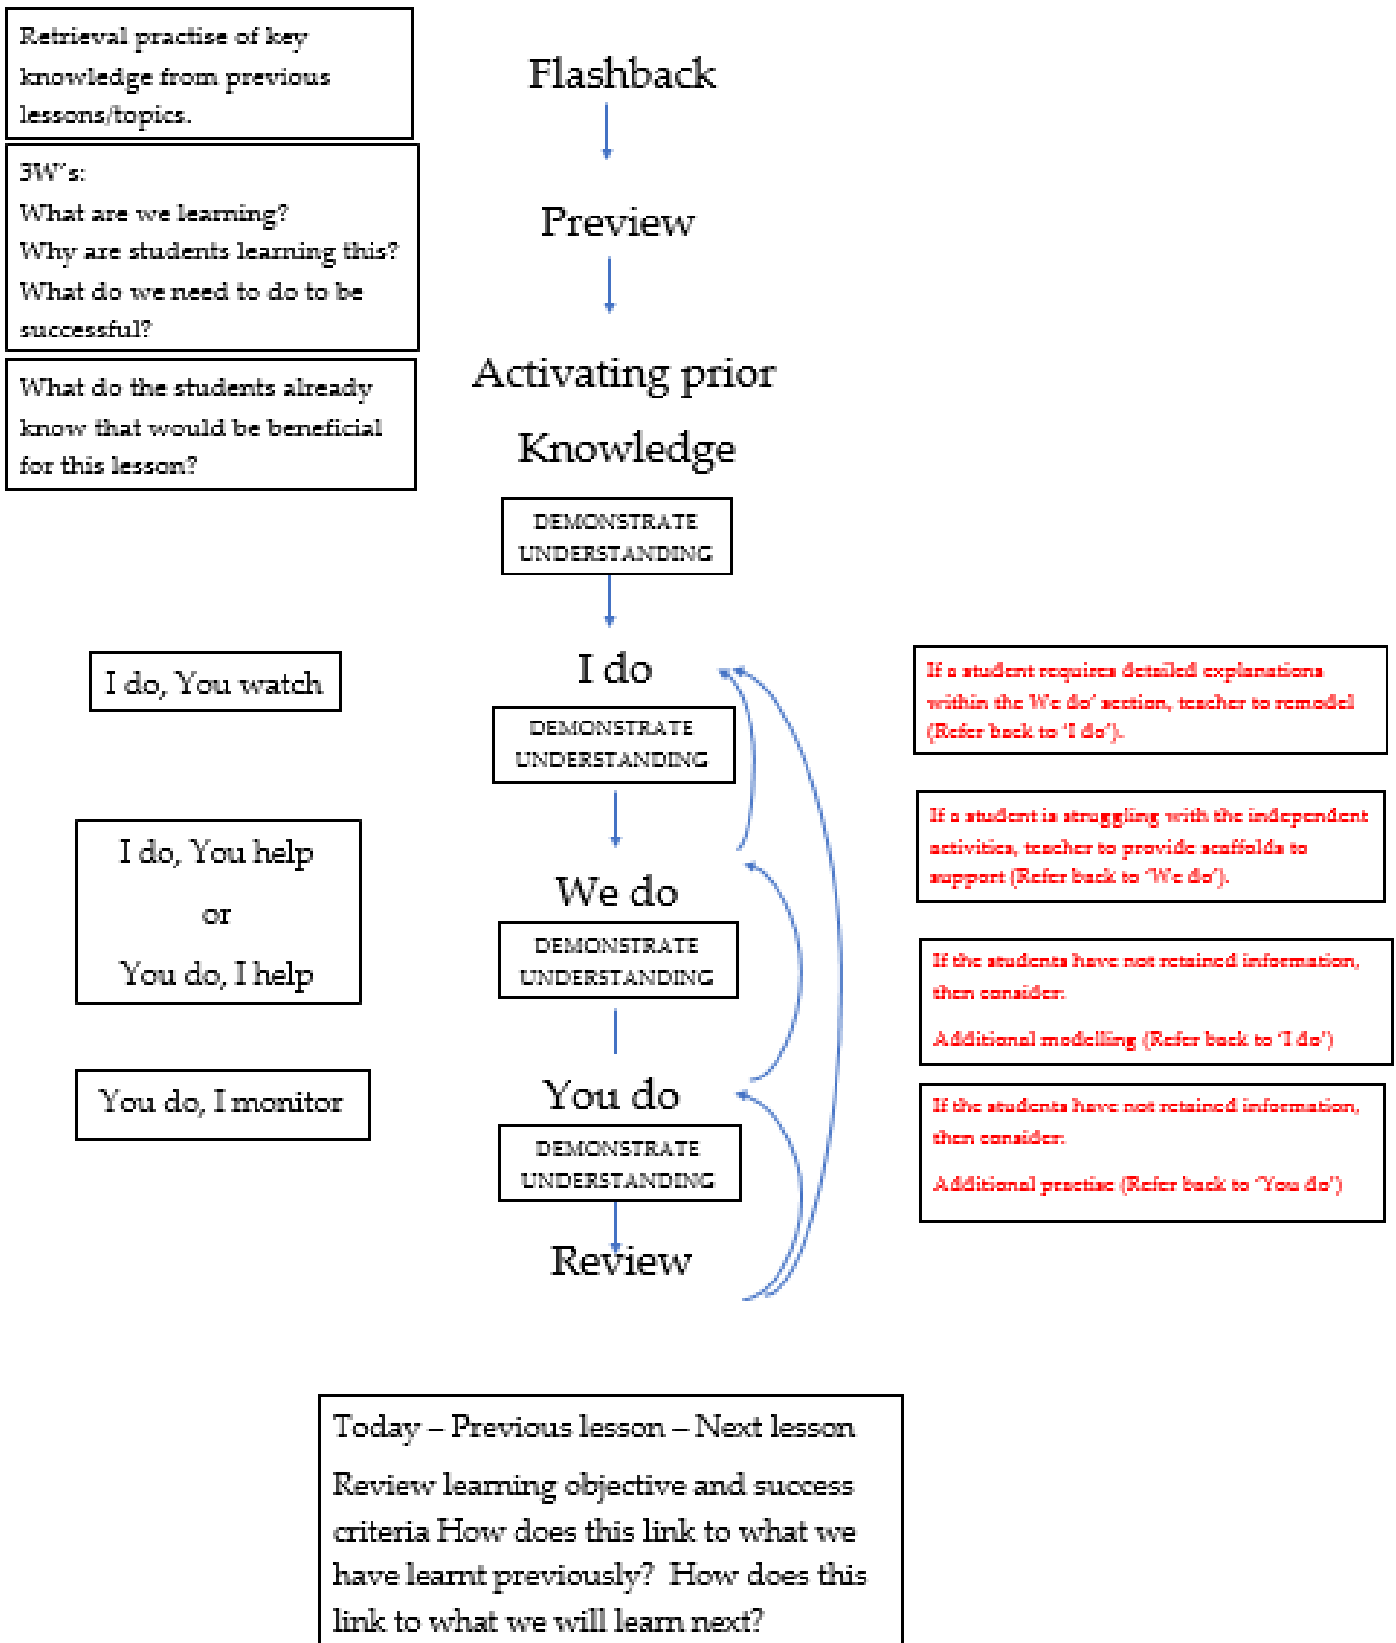 Retrieval practise of key
knowledge from previous
lessons/topics.
Flashback
3W's:
What are we learning?
Why are students learning this?
What do we need to do to be
successful?
Preview
What do the students already
know that would be beneficial
for this lesson?
Activating prior
Knowledge
DEMONSTRATE
UNDERSTANDING
I do, You watch
I do
DEMONSTRATE
UNDERSTANDING
If a student requires detailed explanations
within the We do' section, teacher to remodel
(Refer back to 'I do').
I do, You help
or
You do, I help
We do
DEMONSTRATE
UNDERSTANDING
If a student is struggling with the independent
activities, teacher to provide scaffolds to
support (Refer back to 'We do').
If the students have not retained information,
then consider:
Additional modelling (Refer back to 'I do')
You do, I monitor
You do
DEMONSTRATE
UNDERSTANDING
If the students have not retained information,
then consider:
Additional practise (Refer back to 'You do')
Review
Today – Previous lesson – Next lesson
Review learning objective and success
criteria How does this link to what we
have learnt previously? How does this
link to what we will learn next?